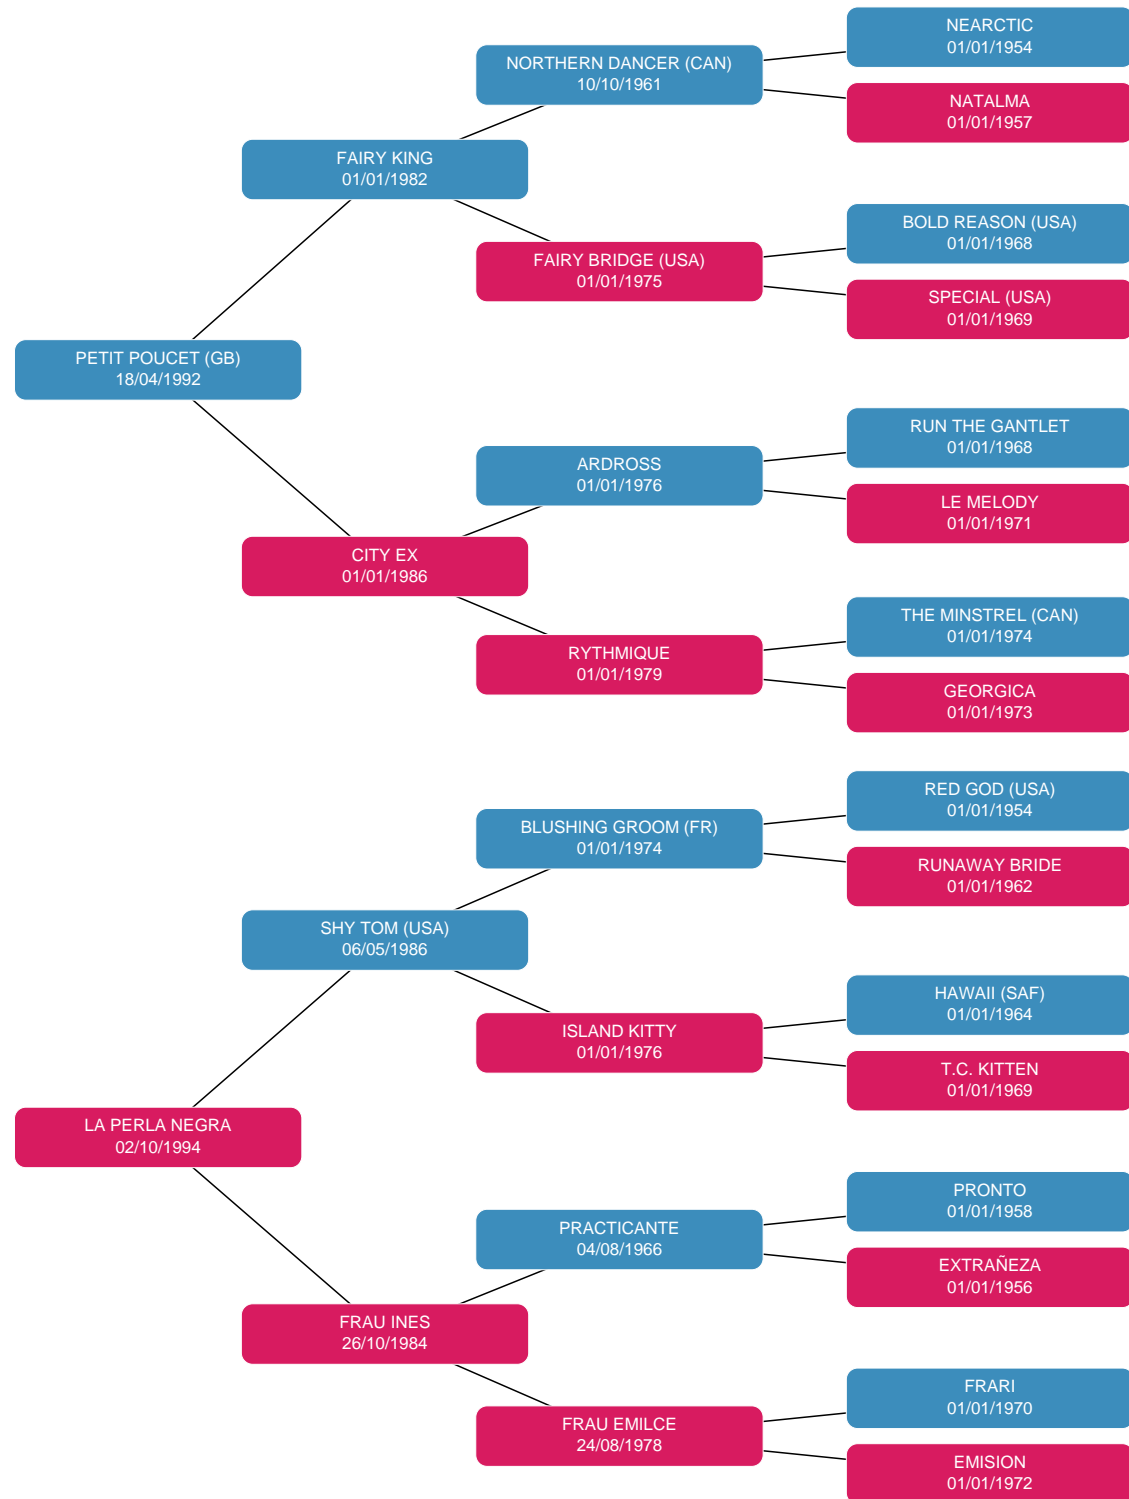 NEARCTIC
01/01/1954
NORTHERN DANCER (CAN)
10/10/1961
NATALMA
01/01/1957
FAIRY KING
01/01/1982
BOLD REASON (USA)
01/01/1968
FAIRY BRIDGE (USA)
01/01/1975
SPECIAL (USA)
01/01/1969
PETIT POUCET (GB)
18/04/1992
RUN THE GANTLET
01/01/1968
ARDROSS
01/01/1976
LE MELODY
01/01/1971
CITY EX
01/01/1986
THE MINSTREL (CAN)
01/01/1974
RYTHMIQUE
01/01/1979
GEORGICA
01/01/1973
RED GOD (USA)
01/01/1954
BLUSHING GROOM (FR)
01/01/1974
RUNAWAY BRIDE
01/01/1962
SHY TOM (USA)
06/05/1986
HAWAII (SAF)
01/01/1964
ISLAND KITTY
01/01/1976
T.C. KITTEN
01/01/1969
LA PERLA NEGRA
02/10/1994
PRONTO
01/01/1958
PRACTICANTE
04/08/1966
EXTRAÑEZA
01/01/1956
FRAU INES
26/10/1984
FRARI
01/01/1970
FRAU EMILCE
24/08/1978
EMISION
01/01/1972